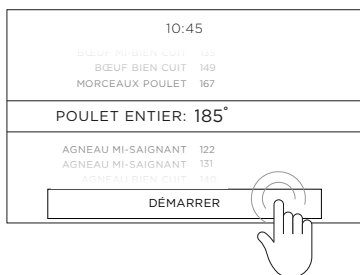 10:45
BŒUF MI-BIEN CUIT 133
BŒUF BIEN CUIT 149
MORCEAUX POULET 167
POULET ENTIER: 185°
AGNEAU MI-SAIGNANT 122
AGNEAU MI-SAIGNANT 131
AGNEAU BIEN CUIT 140
DÉMARRER